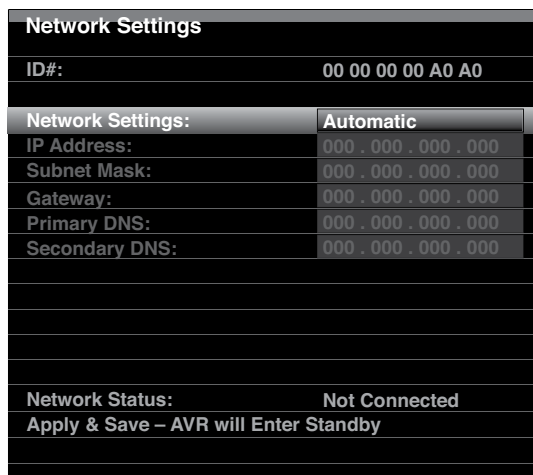 Network Settings
ID#: 00 00 00 00 A0 A0
Network Settings: Automatic
IP Address: 000 . 000 . 000 . 000
Subnet Mask: 000 . 000 . 000 . 000
Gateway: 000 . 000 . 000 . 000
Primary DNS: 000 . 000 . 000 . 000
Secondary DNS: 000 . 000 . 000 . 000
Network Status: Not Connected
Apply & Save – AVR will Enter Standby